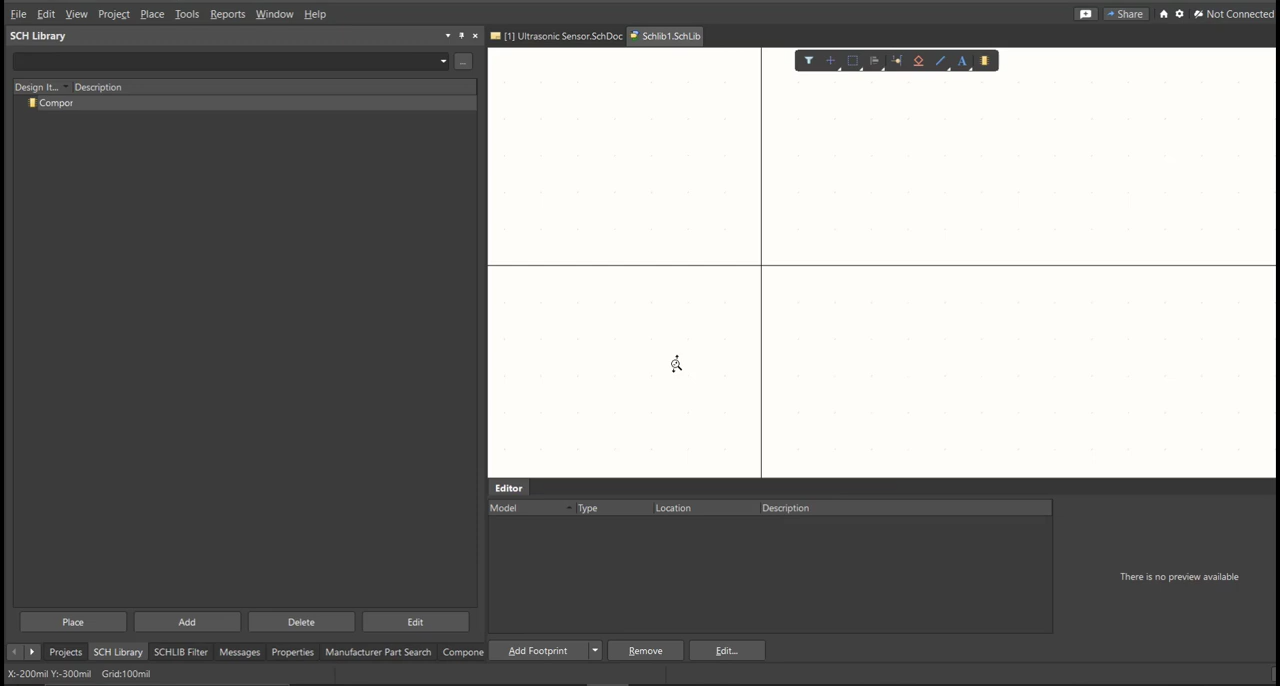 File Edit View Project Place Tools Reports Window Help
Share
Not Connected
SCH Library
[1] Ultrasonic Sensor.SchDoc
Schlib1.SchLib
...
A
Design It...
Description
Compor
Editor
Model
Type
Location
Description
There is no preview available
Place
Add
Delete
Edit
Add Footprint
Remove
Edit...
Projects
SCH Library
SCHLIB Filter
Messages
Properties
Manufacturer Part Search
Compone
X:-200mil Y:-300mil Grid:100mil